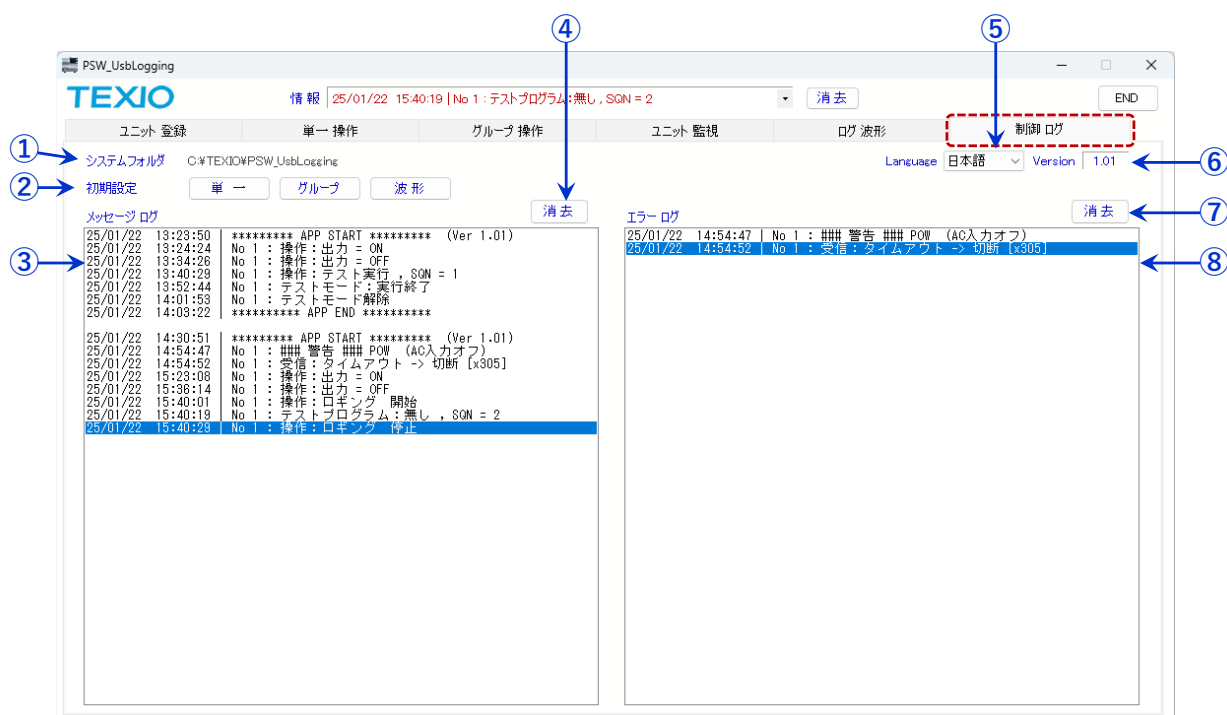 ④ ⑤
PSW_UsbLogging
TEXIO 情報 25/01/22 15:40:19 | No 1 : テストプログラム:無し , SQN = 2 消去 END
ユニット 登録 単一 操作 グループ 操作 ユニット 監視 ログ 波形 制御 ログ
① システムフォルダ C:¥TEXIO¥PSW_UsbLogging Language 日本語 Version 1.01 ⑥
② 初期設定 単 一 グループ 波 形
メッセージ ログ 消去 エラー ログ 消去 ⑦
25/01/22 13:23:50 | ********* APP START ********* (Ver 1.01)
25/01/22 13:24:24 | No 1 : 操作:出力 = ON
③ 25/01/22 13:34:26 | No 1 : 操作:出力 = OFF
25/01/22 13:40:29 | No 1 : 操作:テスト実行 , SQN = 1
25/01/22 13:52:44 | No 1 : テストモード:実行終了
25/01/22 14:01:53 | No 1 : テストモード解除
25/01/22 14:03:22 | ********** APP END **********
25/01/22 14:30:51 | ********* APP START ********* (Ver 1.01)
25/01/22 14:54:47 | No 1 : ### 警告 ### POW (AC入力オフ)
25/01/22 14:54:52 | No 1 : 受信:タイムアウト -> 切断 [x305]
25/01/22 15:23:08 | No 1 : 操作:出力 = ON
25/01/22 15:36:14 | No 1 : 操作:出力 = OFF
25/01/22 15:40:01 | No 1 : 操作:ロギング 開始
25/01/22 15:40:19 | No 1 : テストプログラム:無し , SQN = 2
25/01/22 15:40:29 | No 1 : 操作:ロギング 停止
25/01/22 14:54:47 | No 1 : ### 警告 ### POW (AC入力オフ)
25/01/22 14:54:52 | No 1 : 受信:タイムアウト -> 切断 [x305]
⑧